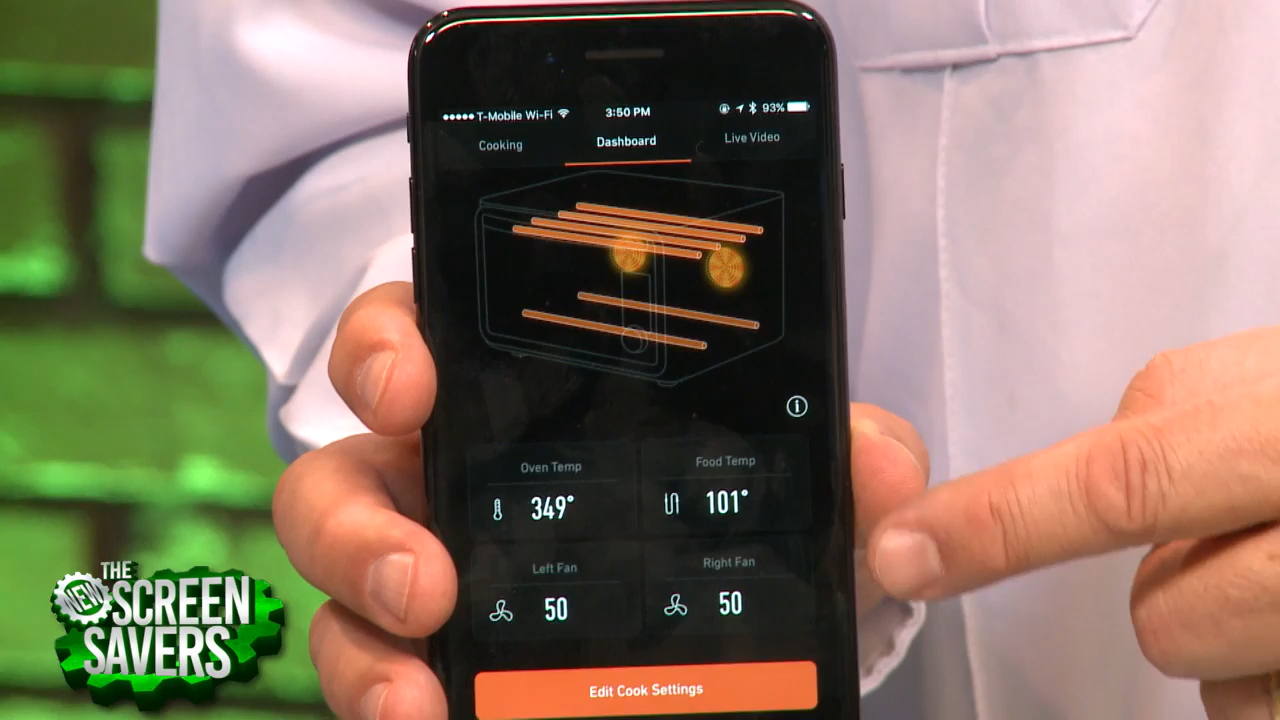 ●●●●● T-Mobile Wi-Fi 3:50 PM 93%
Cooking Dashboard Live Video
Oven Temp Food Temp
349° 101°
Left Fan Right Fan
50 50
Edit Cook Settings
THE
NEW SCREEN
SAVERS